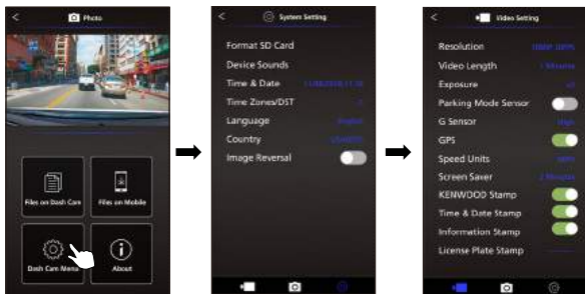 Photo
Files on Dash Cam
Files on Mobile
Dash Cam Menu
About
System Setting
Format SD Card
Device Sounds
Time & Date
Time Zones/DST
Language English
Country
Image Reversal
Video Setting
Resolution
Video Length
Exposure
Parking Mode Sensor
G Sensor High
GPS
Speed Units
Screen Saver
KENWOOD Stamp
Time & Date Stamp
Information Stamp
License Plate Stamp